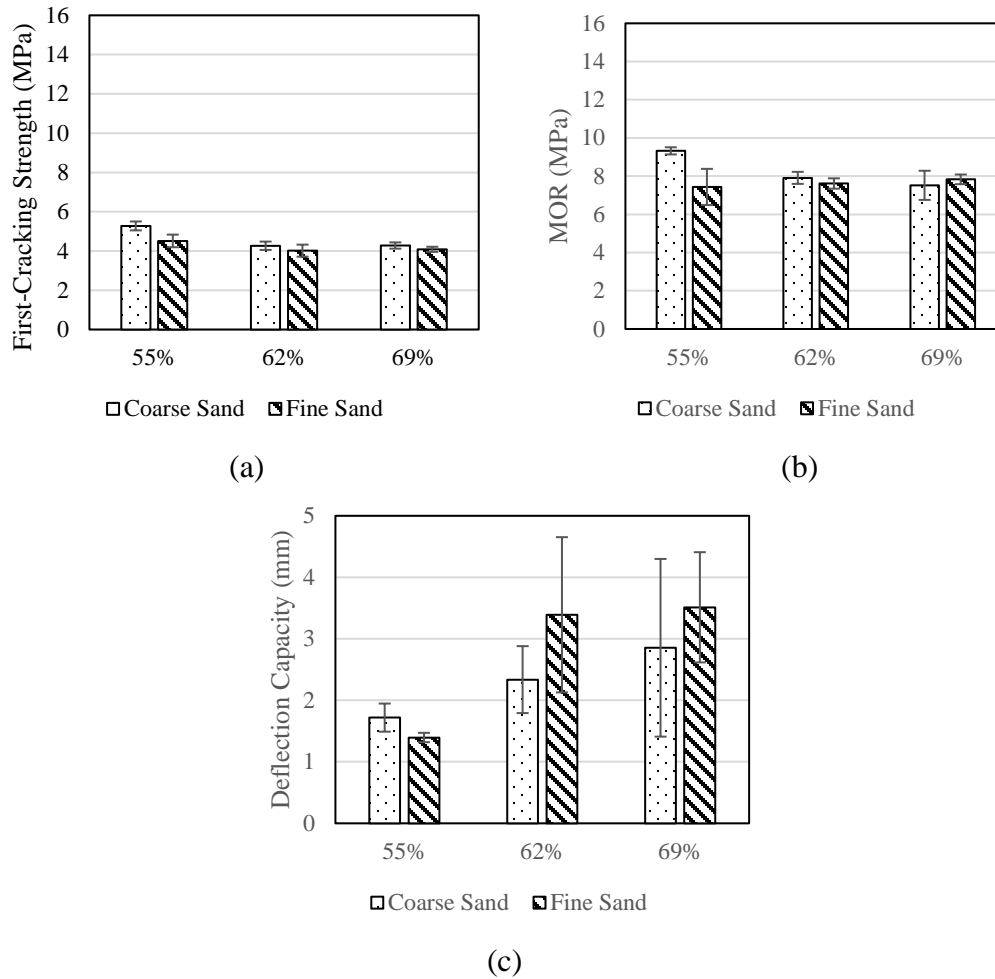 16
14
12
10
8
6
4
2
0
First-Cracking Strength (MPa)
55% 62% 69%
Coarse Sand Fine Sand
(a)
16
14
12
10
8
6
4
2
0
MOR (MPa)
55% 62% 69%
Coarse Sand Fine Sand
(b)
5
4
3
2
1
0
Deflection Capacity (mm)
55% 62% 69%
Coarse Sand Fine Sand
(c)